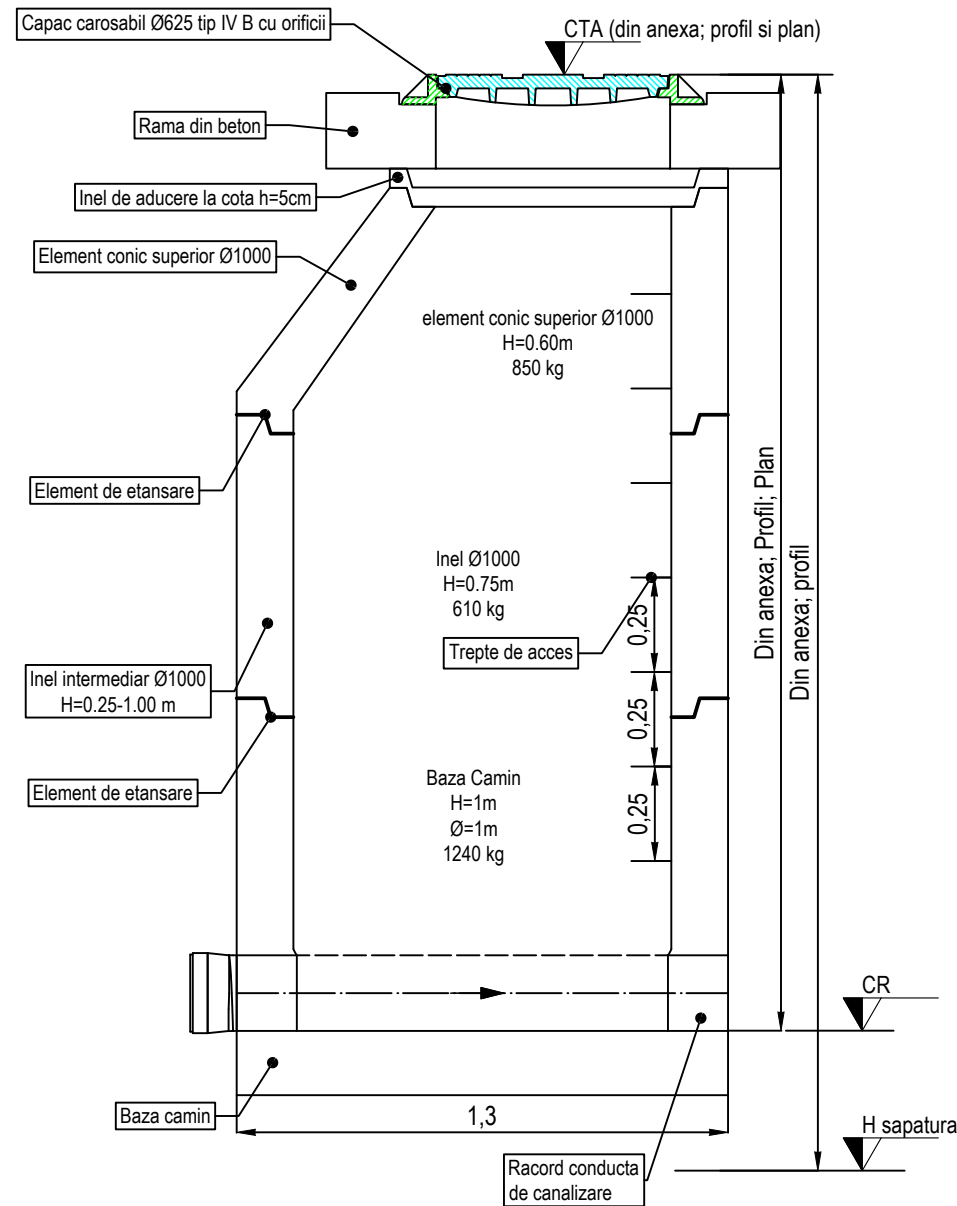 Capac carosabil Ø625 tip IV B cu orificii
CTA (din anexa; profil si plan)
Rama din beton
Inel de aducere la cota h=5cm
Element conic superior Ø1000
element conic superior Ø1000
H=0.60m
850 kg
Element de etansare
Inel Ø1000
H=0.75m
610 kg
Trepte de acces
0,25
0,25
0,25
Din anexa; Profil; Plan
Din anexa; profil
Inel intermediar Ø1000
H=0.25-1.00 m
Element de etansare
Baza Camin
H=1m
Ø=1m
1240 kg
CR
Baza camin
1,3
H sapatura
Racord conducta
de canalizare